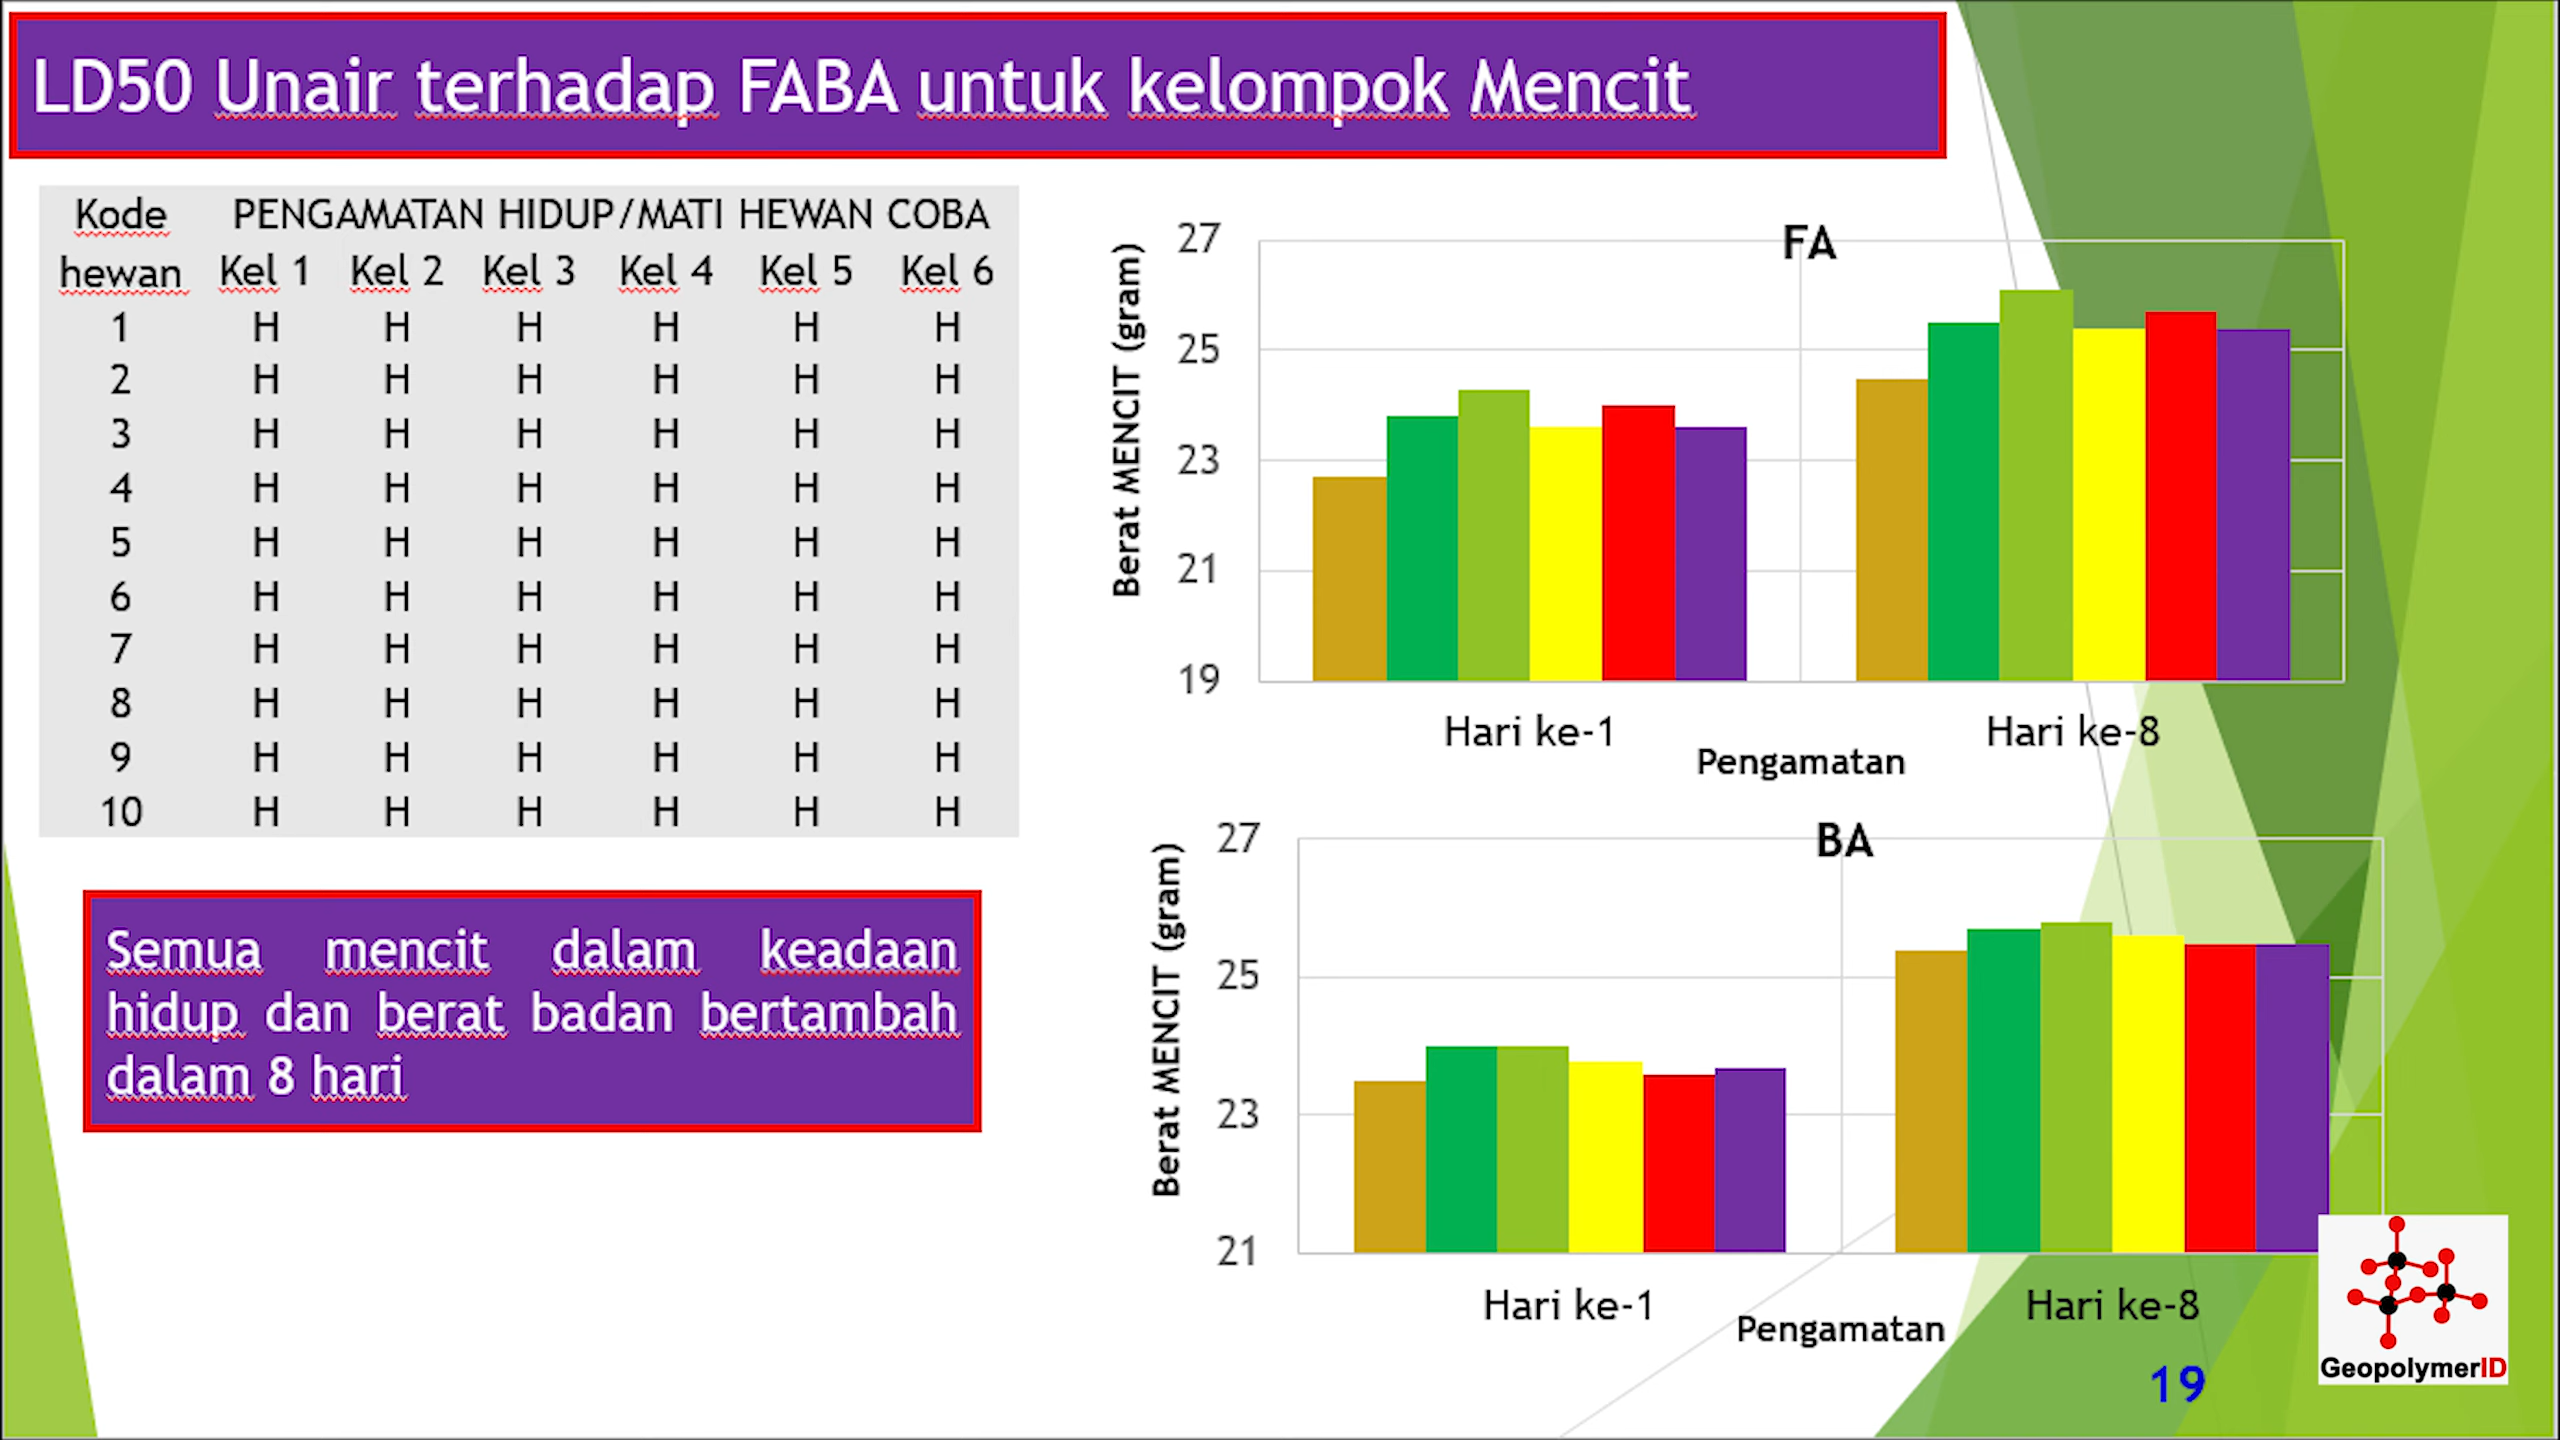 LD50 Unair terhadap FABA untuk kelompok Mencit
Kode PENGAMATAN HIDUP/MATI HEWAN COBA
hewan Kel 1 Kel 2 Kel 3 Kel 4 Kel 5 Kel 6
1 H H H H H H
2 H H H H H H
3 H H H H H H
4 H H H H H H
5 H H H H H H
6 H H H H H H
7 H H H H H H
8 H H H H H H
9 H H H H H H
10 H H H H H H
Semua mencit dalam keadaan
hidup dan berat badan bertambah
dalam 8 hari
FA
Berat MENCIT (gram)
27
25
23
21
19
Hari ke-1 Hari ke-8
Pengamatan
BA
Berat MENCIT (gram)
27
25
23
21
Hari ke-1 Hari ke-8
Pengamatan
19
GeopolymerID